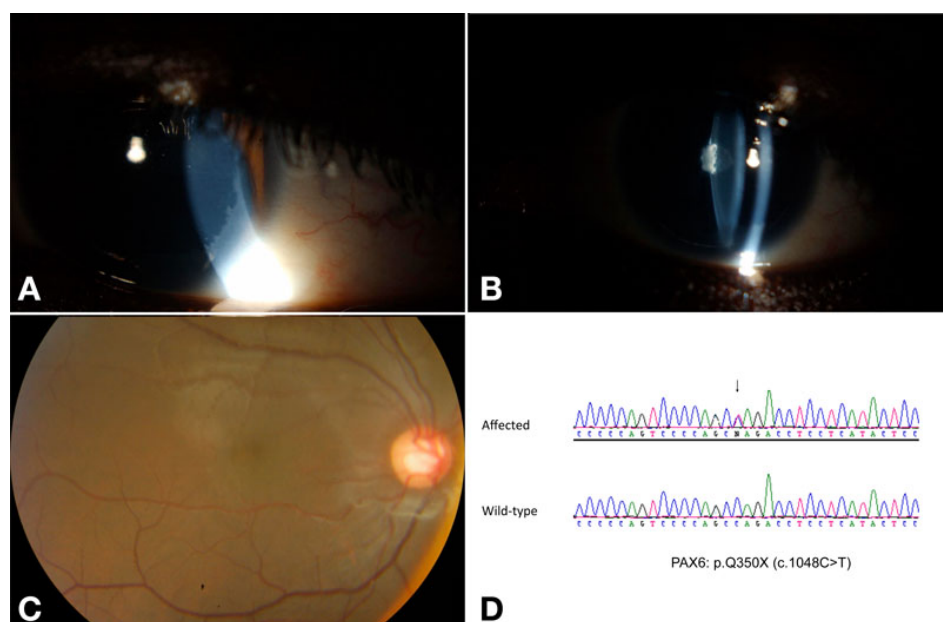 A
B
C
Affected
C C C C C A G T C C C C A G C N A G A C C T C C T C A T A C T C C
Wild-type
C C C C C A G T C C C C A G C C A G A C C T C C T C A T A C T C C
PAX6: p.Q350X (c.1048C>T)
D